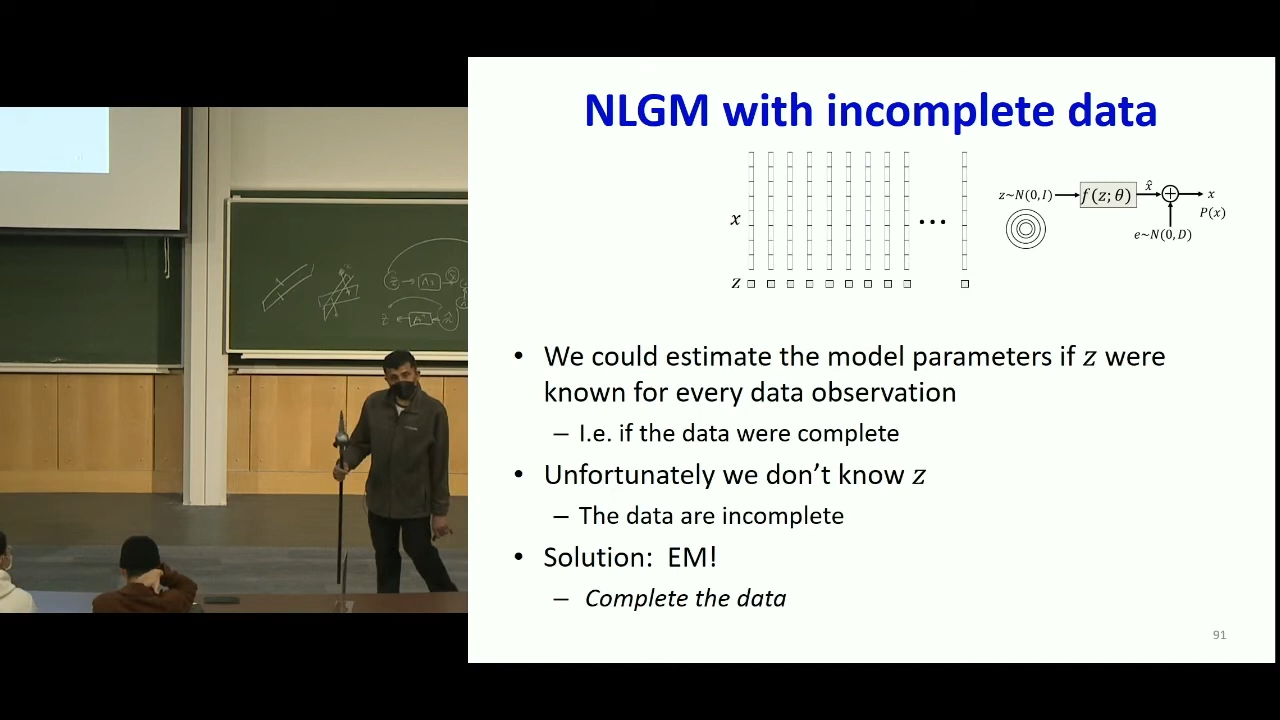 NLGM with incomplete data
x
z
...
z~N(0, I)
f(z; θ)
x̂
x
P(x)
e~N(0, D)
• We could estimate the model parameters if z were
known for every data observation
– I.e. if the data were complete
• Unfortunately we don't know z
– The data are incomplete
• Solution: EM!
– Complete the data
91